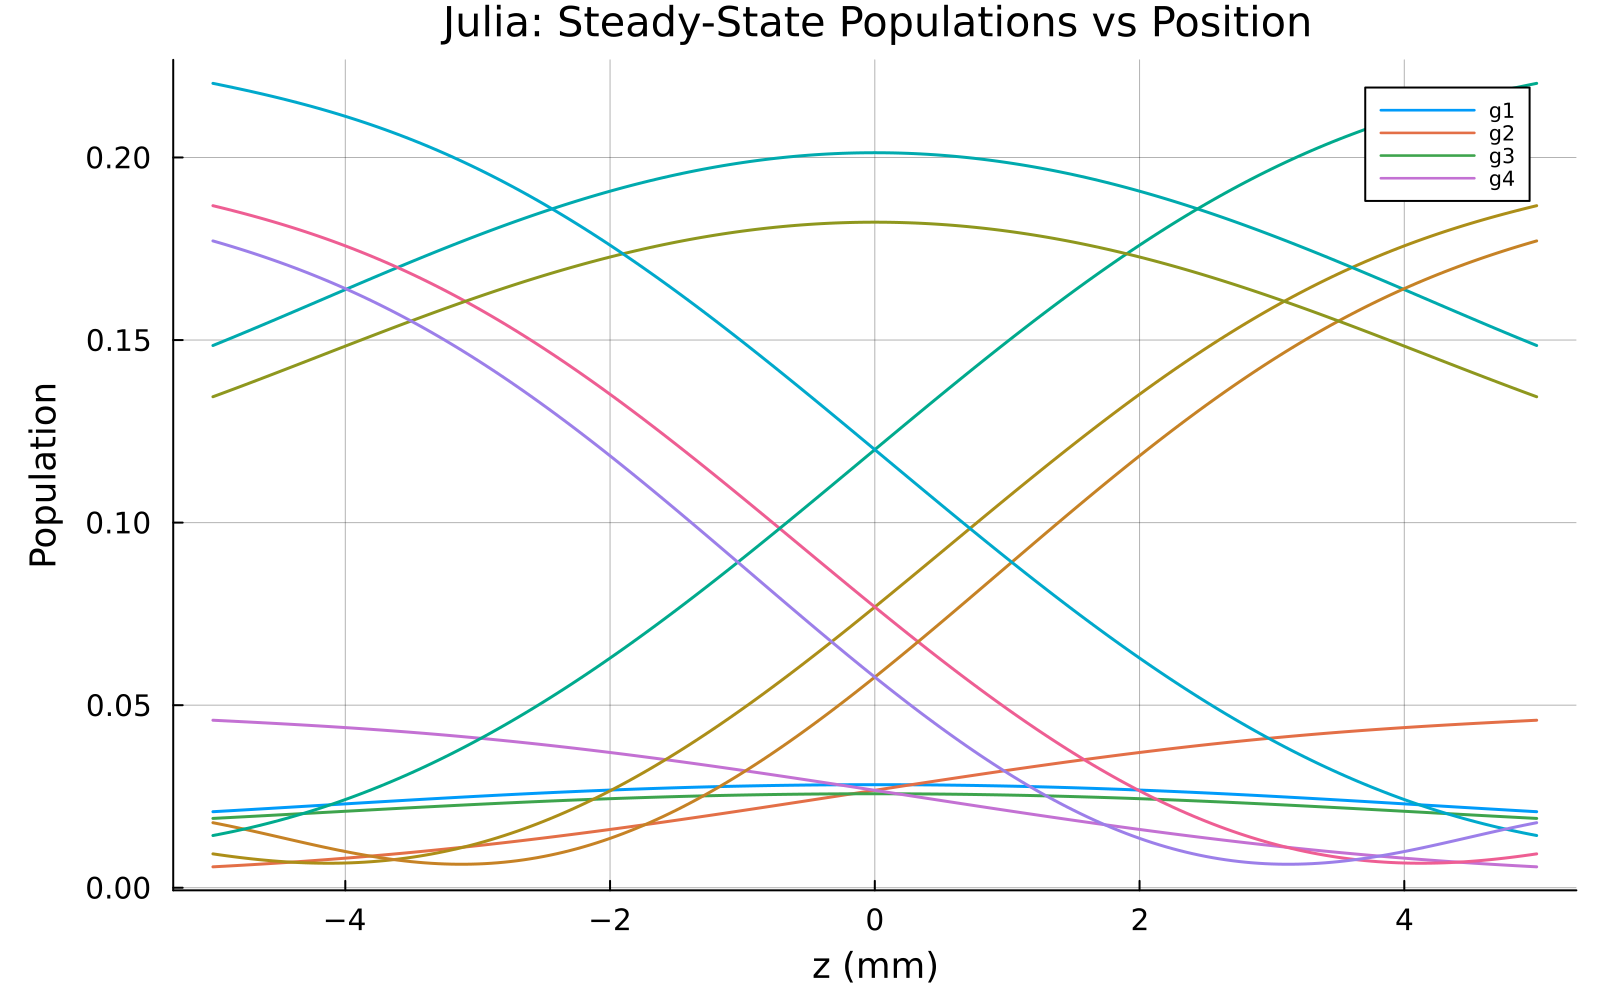 Julia: Steady-State Populations vs Position
g1
g2
g3
g4
0.20
0.15
0.10
0.05
0.00
Population
−4
−2
0
2
4
z (mm)